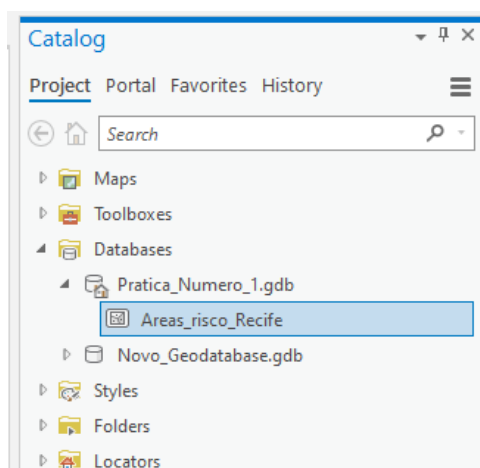 Catalog
Project Portal Favorites History
Search
Maps
Toolboxes
Databases
Pratica_Numero_1.gdb
Areas_risco_Recife
Novo_Geodatabase.gdb
Styles
Folders
Locators